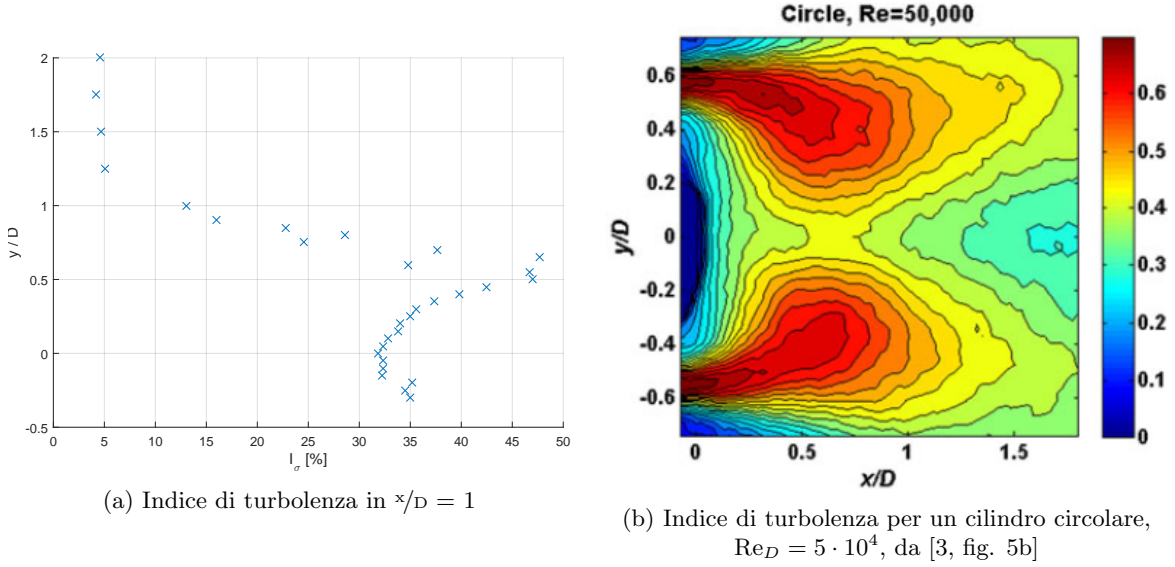 2
1.5
1
0.5
0
-0.5
y / D
0 5 10 15 20 25 30 35 40 45 50
I_σ [%]
(a) Indice di turbolenza in x/D = 1
Circle, Re=50,000
0.6
0.4
0.2
0
-0.2
-0.4
-0.6
y/D
0 0.5 1 1.5
x/D
0.6
0.5
0.4
0.3
0.2
0.1
0
(b) Indice di turbolenza per un cilindro circolare,
Re_D = 5 · 10⁴, da [3, fig. 5b]